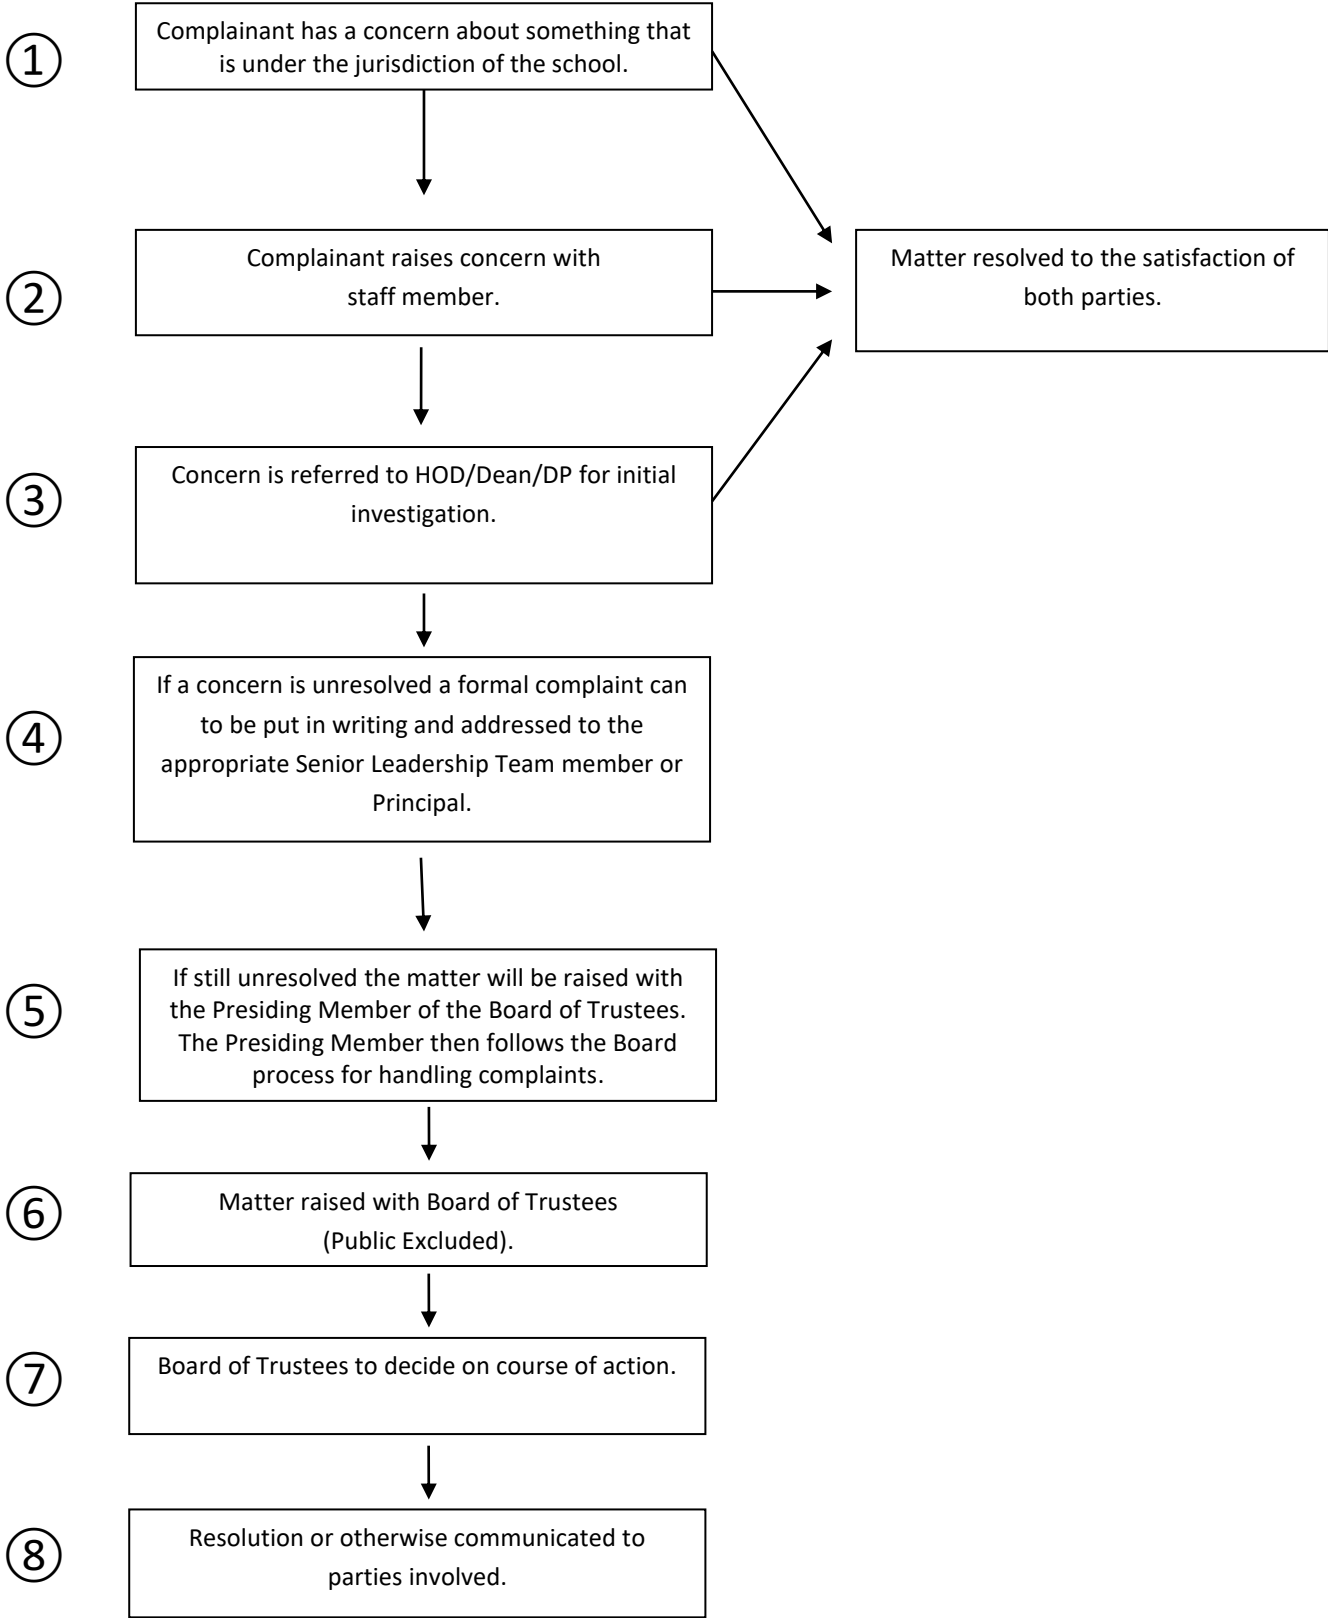 ①
Complainant has a concern about something that
is under the jurisdiction of the school.
②
Complainant raises concern with
staff member.
Matter resolved to the satisfaction of
both parties.
③
Concern is referred to HOD/Dean/DP for initial
investigation.
④
If a concern is unresolved a formal complaint can
to be put in writing and addressed to the
appropriate Senior Leadership Team member or
Principal.
⑤
If still unresolved the matter will be raised with
the Presiding Member of the Board of Trustees.
The Presiding Member then follows the Board
process for handling complaints.
⑥
Matter raised with Board of Trustees
(Public Excluded).
⑦
Board of Trustees to decide on course of action.
⑧
Resolution or otherwise communicated to
parties involved.